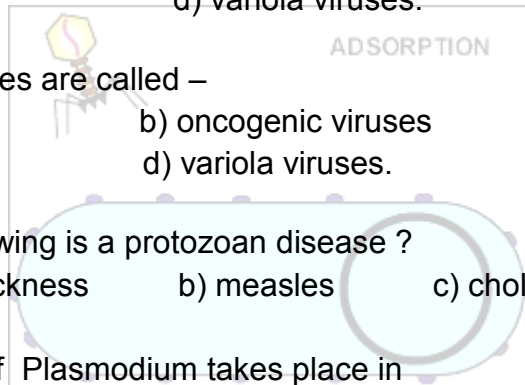 d) variola viruses.
ADSORPTION
es are called –
b) oncogenic viruses
d) variola viruses.
wing is a protozoan disease ?
ckness b) measles c) chol
f Plasmodium takes place in